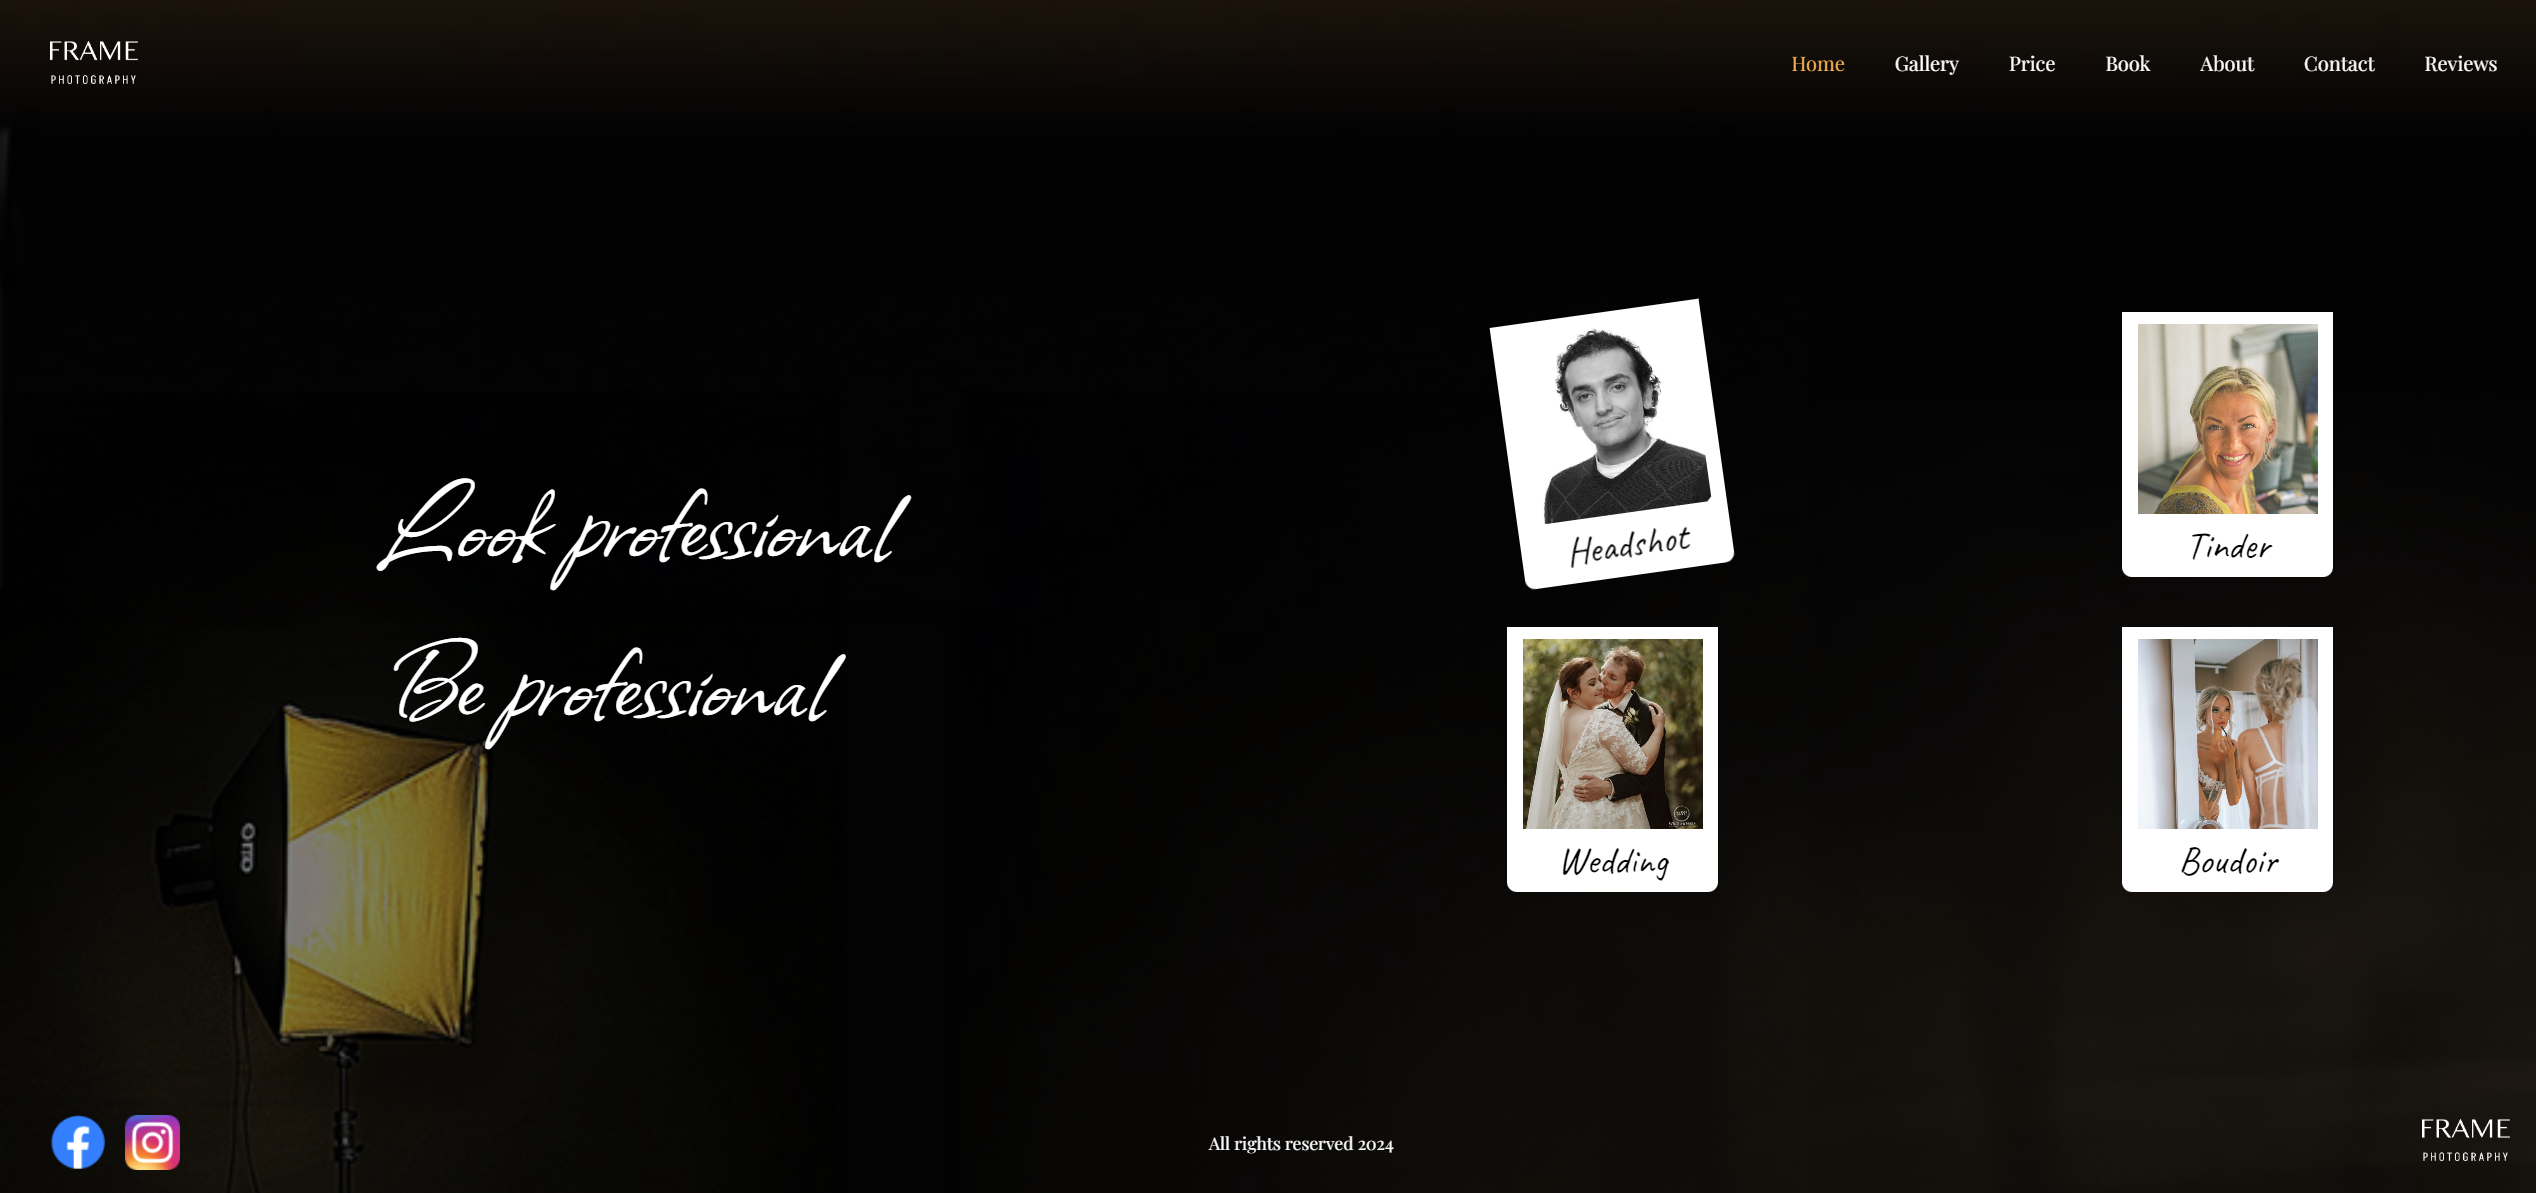 FRAME
PHOTOGRAPHY
Home Gallery Price Book About Contact Reviews
Look professional
Be professional
Headshot
Tinder
Wedding
Boudoir
All rights reserved 2024
FRAME
PHOTOGRAPHY